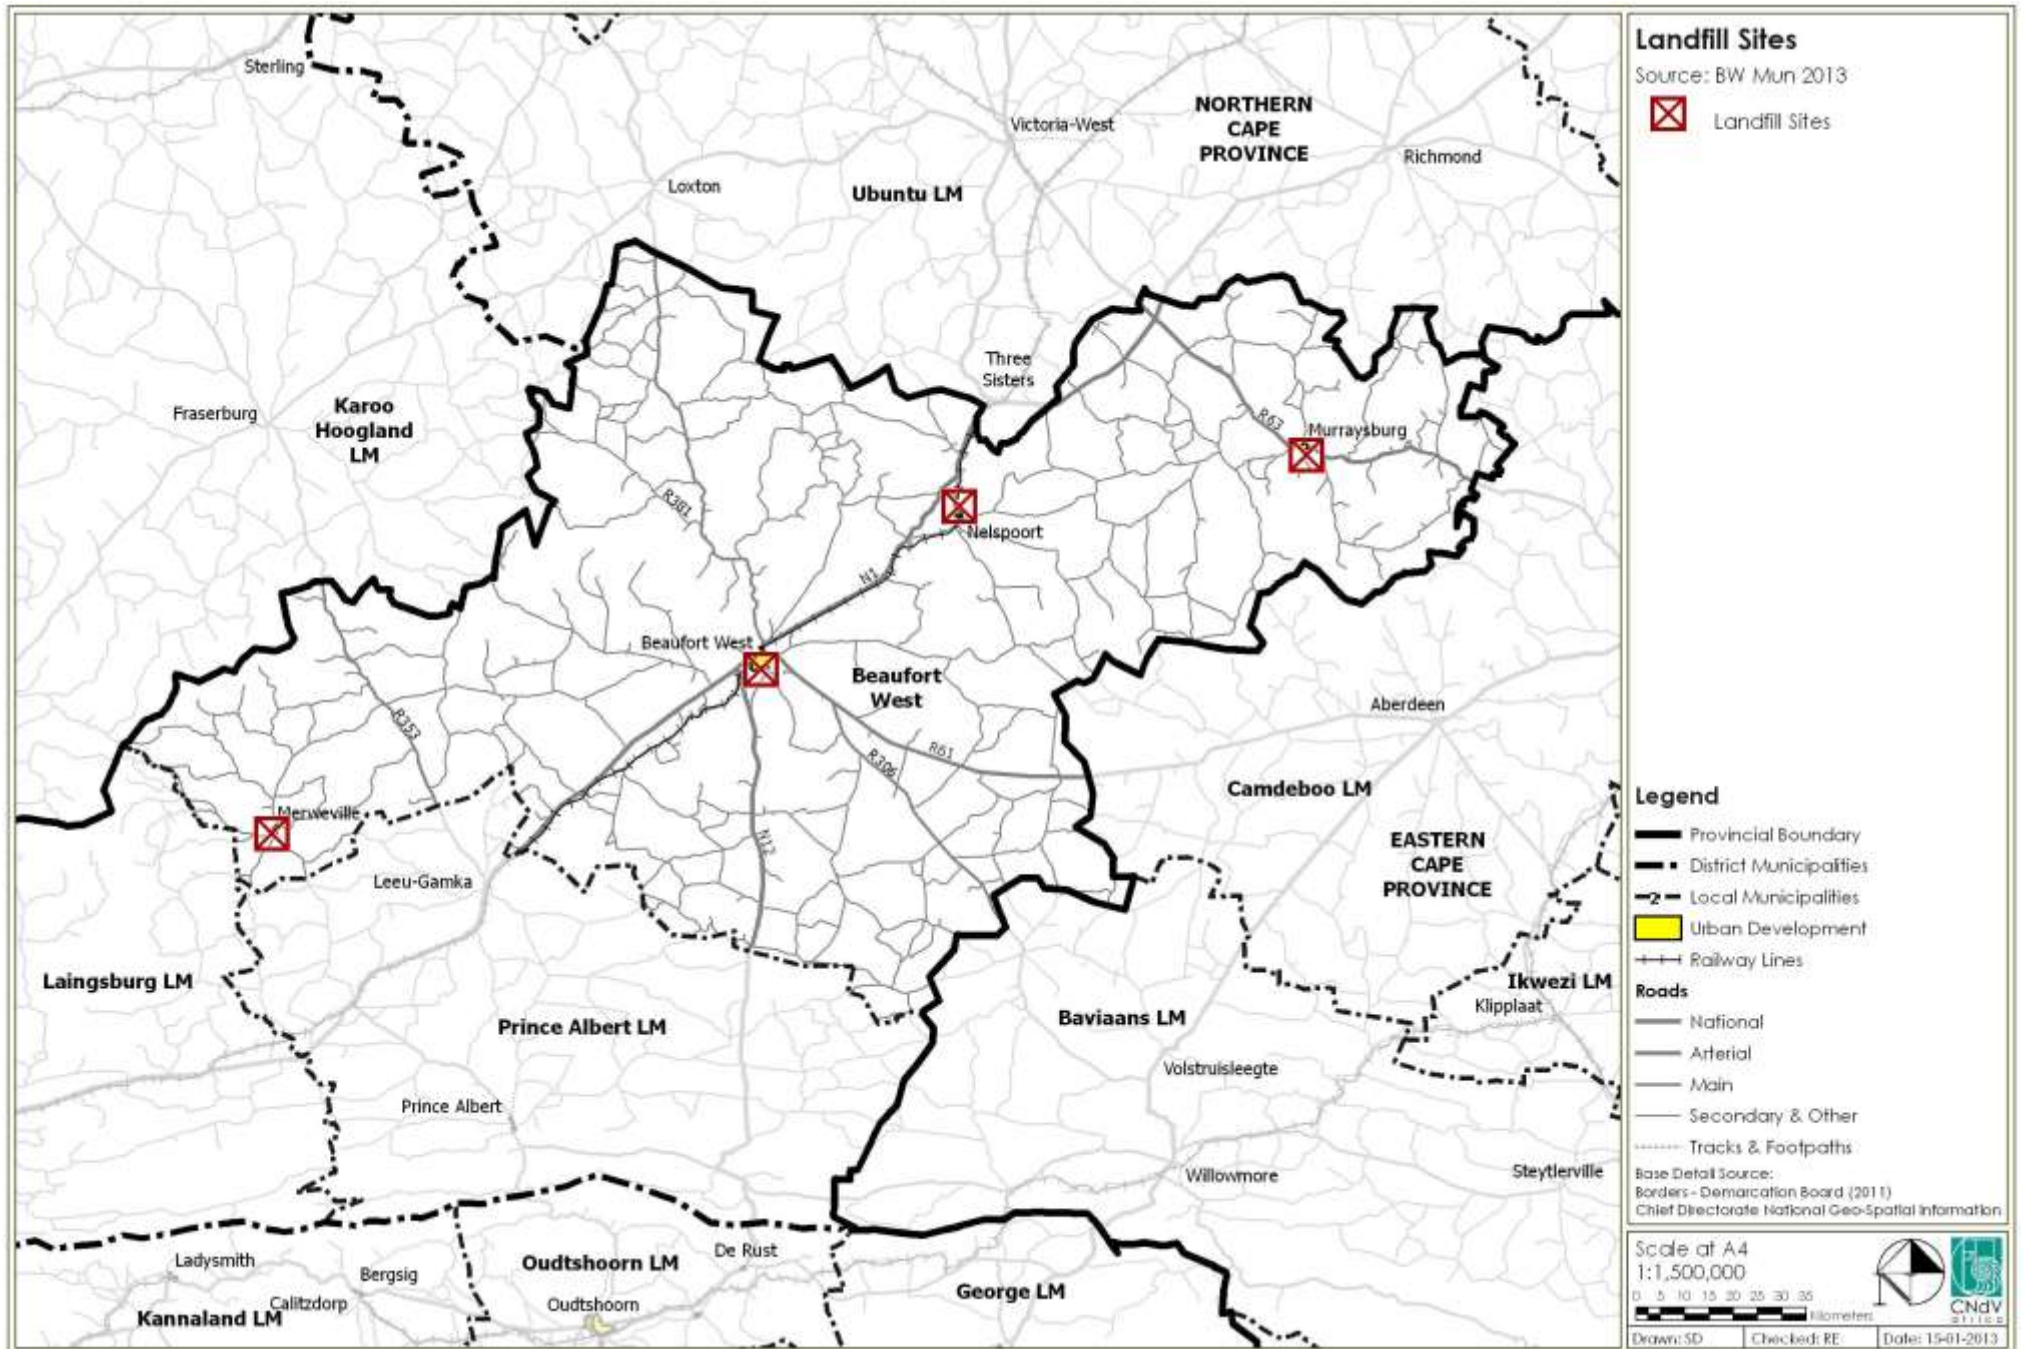 Sterling
Victoria-West
NORTHERN
CAPE
PROVINCE
Richmond
Loxton
Ubuntu LM
Three
Sisters
Fraserburg
Karoo
Hoogland
LM
R63
Murraysburg
R381
Nelspoort
N1
Beaufort West
Beaufort
West
Aberdeen
R353
R61
R306
Camdeboo LM
Merweville
N12
EASTERN
CAPE
PROVINCE
Leeu-Gamka
Laingsburg LM
Ikwezi LM
Klipplaat
Prince Albert LM
Baviaans LM
Volstruisleegte
Prince Albert
Willowmore
Steytlerville
Ladysmith
Bergsig
Oudtshoorn LM
De Rust
Calitzdorp
Kannaland LM
Oudtshoorn
George LM
Landfill Sites
Source: BW Mun 2013
Landfill Sites
Legend
Provincial Boundary
District Municipalities
2 Local Municipalities
Urban Development
Railway Lines
Roads
National
Arterial
Main
Secondary & Other
Tracks & Footpaths
Base Detail Source:
Borders - Demarcation Board (2011)
Chief Directorate National Geo-Spatial Information
Scale at A4
1:1,500,000
0 5 10 15 20 25 30 35
Kilometers
CNdV
africa
Drawn: SD
Checked: RE
Date: 15-01-2013